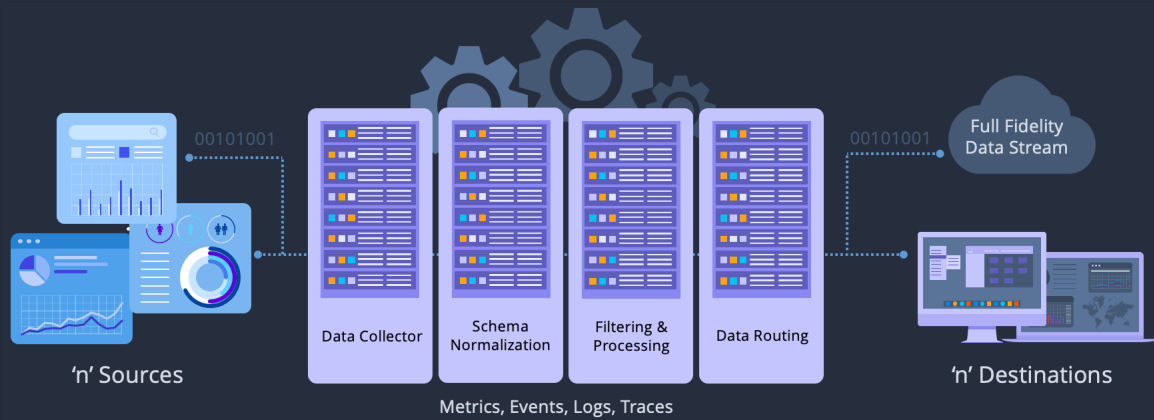 00101001
00101001
Full Fidelity
Data Stream
Data Collector
Schema
Normalization
Filtering &
Processing
Data Routing
‘n’ Sources
‘n’ Destinations
Metrics, Events, Logs, Traces